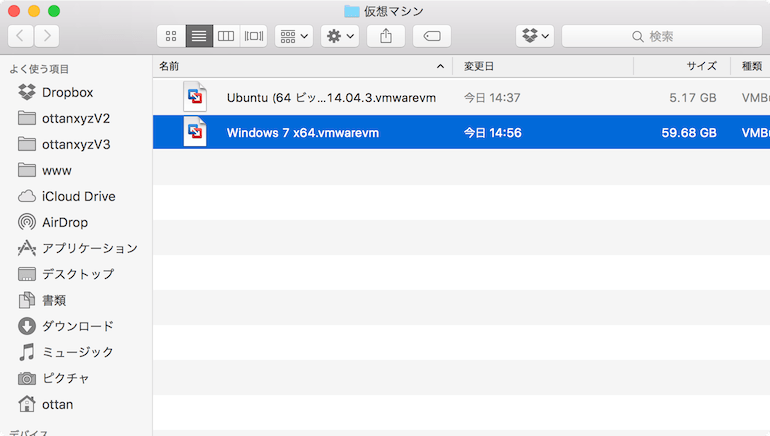 仮想マシン
検索
よく使う項目
Dropbox
ottanxyzV2
ottanxyzV3
www
iCloud Drive
AirDrop
アプリケーション
デスクトップ
書類
ダウンロード
ミュージック
ピクチャ
ottan
デバイス
名前 変更日 サイズ 種類
Ubuntu (64 ビッ...14.04.3.vmwarevm 今日 14:37 5.17 GB
Windows 7 x64.vmwarevm 今日 14:56 59.68 GB